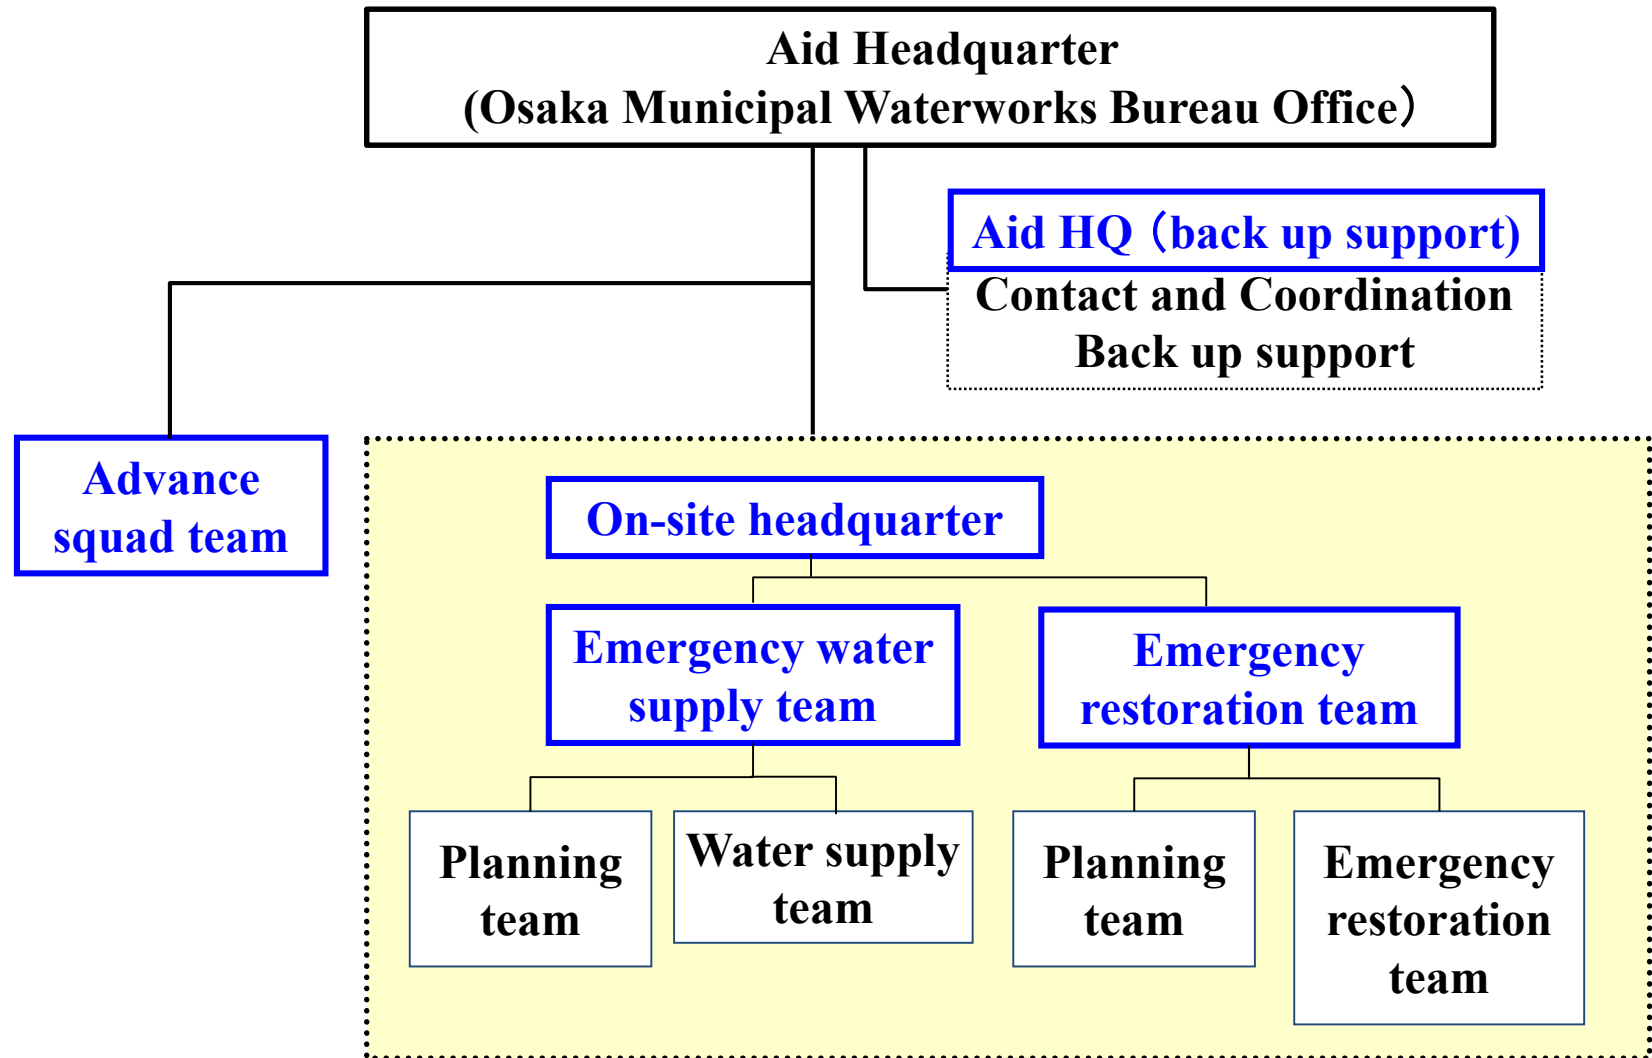 Aid Headquarter
(Osaka Municipal Waterworks Bureau Office）
Aid HQ（back up support)
Contact and Coordination
Back up support
Advance
squad team
On-site headquarter
Emergency water
supply team
Emergency
restoration team
Planning
team
Water supply
team
Planning
team
Emergency
restoration
team